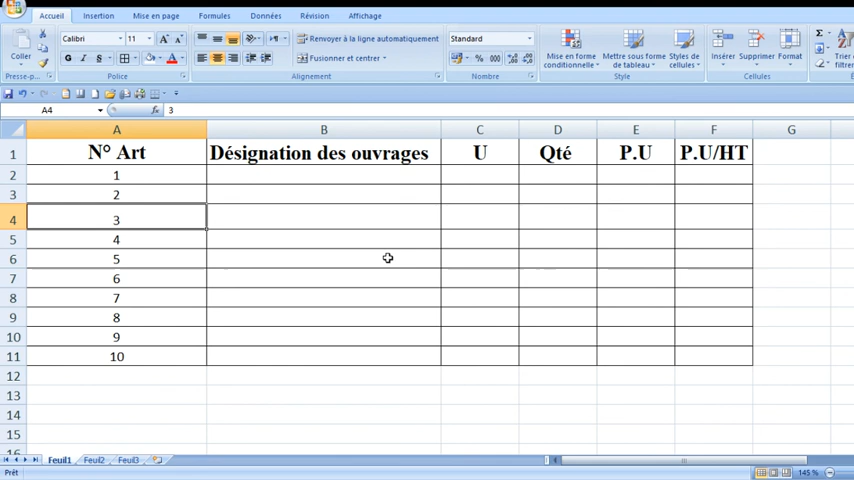 Accueil Insertion Mise en page Formules Données Révision Affichage
Coller
Calibri 11 A A
Renvoyer à la ligne automatiquement
Standard
Mise en forme conditionnelle
Mettre sous forme de tableau
Styles de cellules
Insérer Supprimer Format
G I S
Fusionner et centrer
% 000
Trier et
Presse-p... Police Alignement Nombre Style Cellules
A4 fx 3
A B C D E F G
1 N° Art Désignation des ouvrages U Qté P.U P.U/HT
2 1
3 2
4 3
5 4
6 5
7 6
8 7
9 8
10 9
11 10
12
13
14
15
16
Feuil1 Feuil2 Feuil3
Prêt 145 %